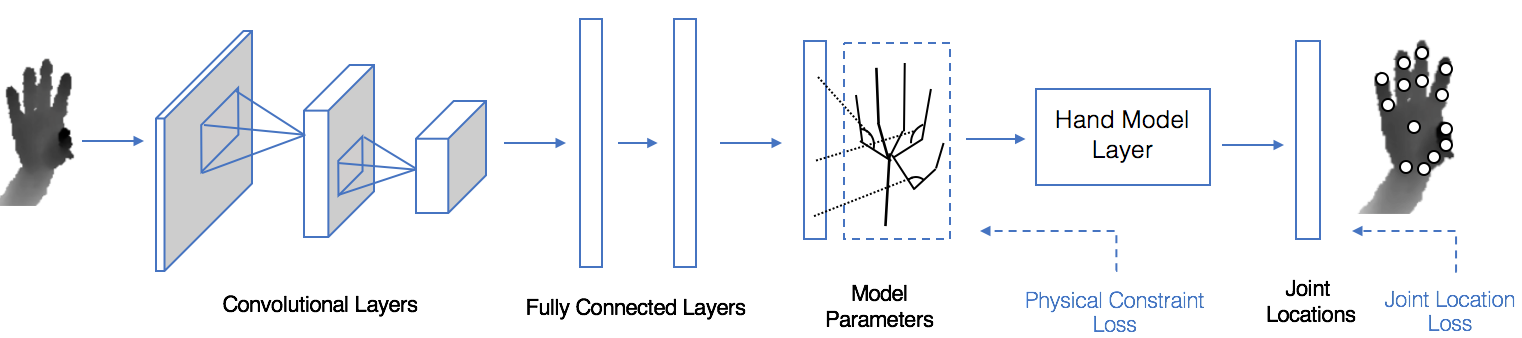 Hand Model
Layer
Convolutional Layers
Fully Connected Layers
Model
Parameters
Physical Constraint
Loss
Joint
Locations
Joint Location
Loss